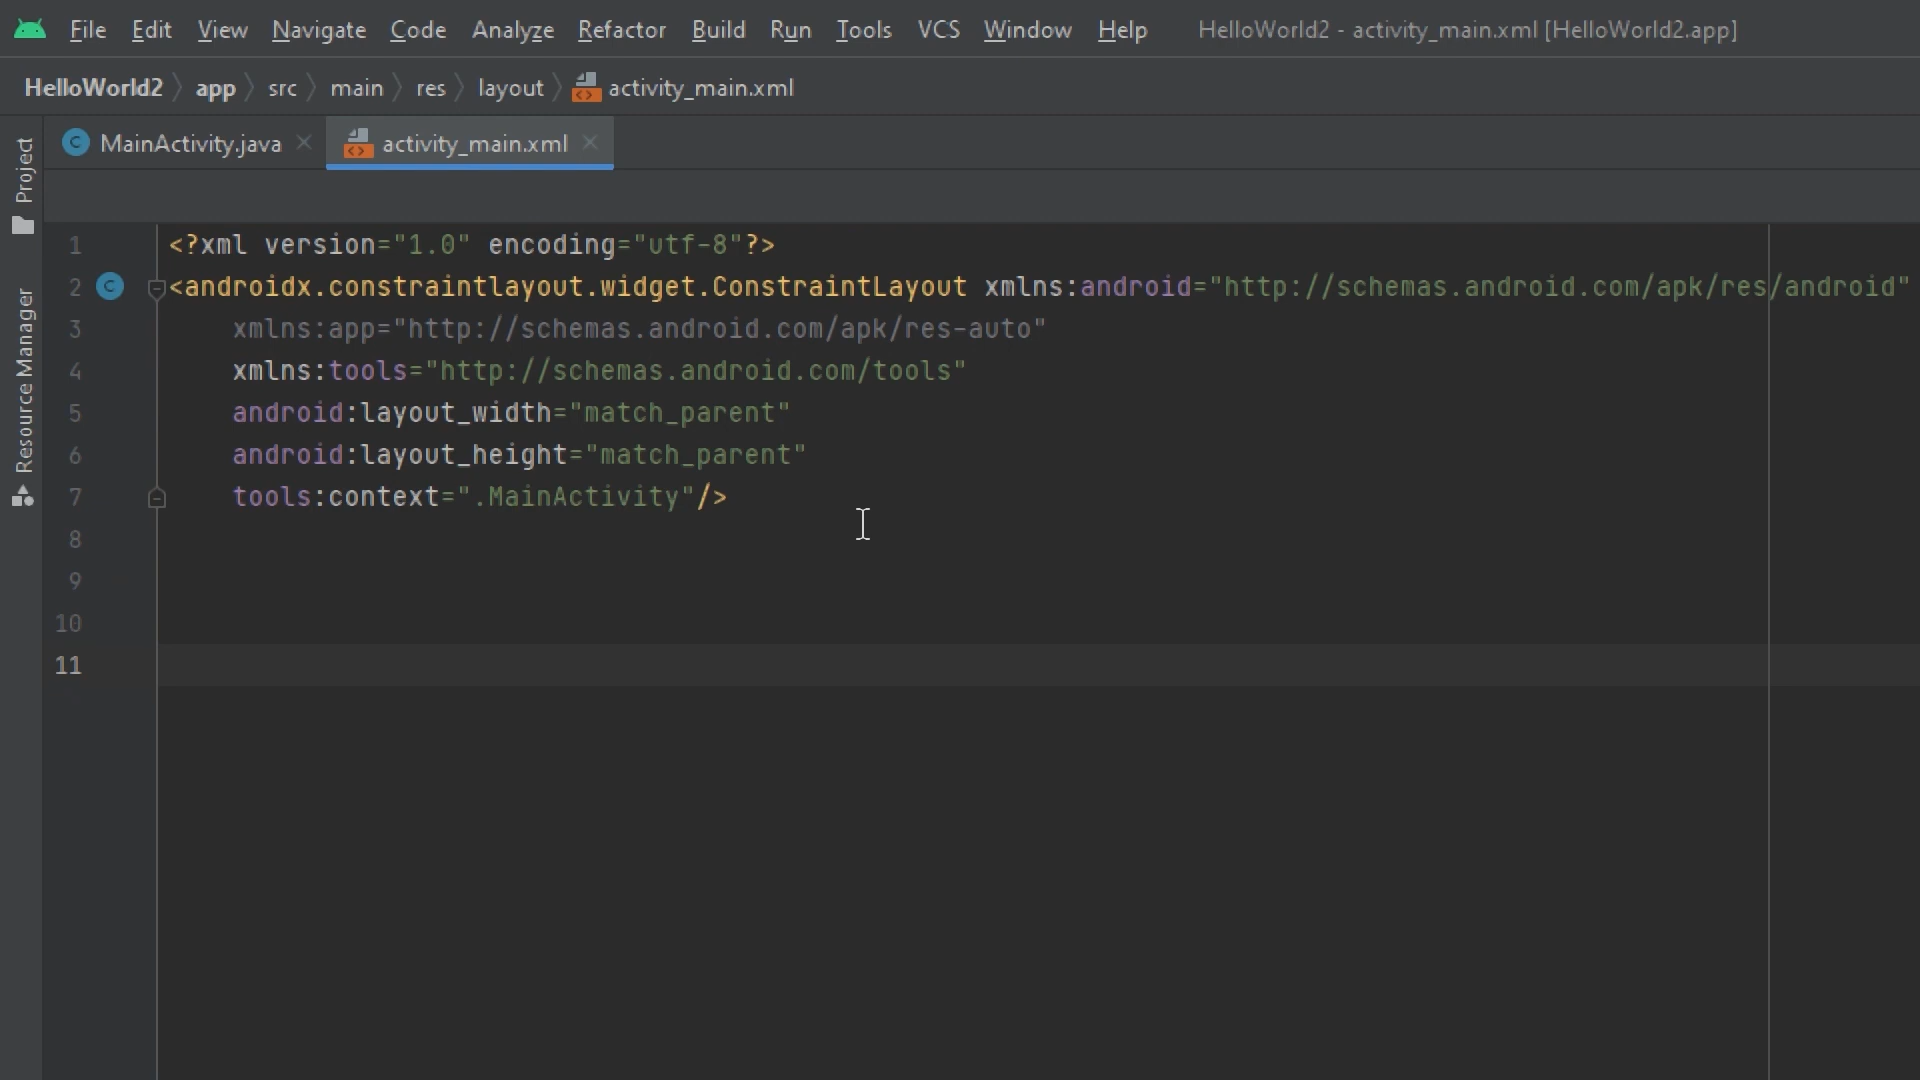 File Edit View Navigate Code Analyze Refactor Build Run Tools VCS Window Help HelloWorld2 - activity_main.xml [HelloWorld2.app]
HelloWorld2 app src main res layout activity_main.xml
MainActivity.java activity_main.xml
Project
Resource Manager
1 <?xml version="1.0" encoding="utf-8"?>
2 <androidx.constraintlayout.widget.ConstraintLayout xmlns:android="http://schemas.android.com/apk/res/android"
3 xmlns:app="http://schemas.android.com/apk/res-auto"
4 xmlns:tools="http://schemas.android.com/tools"
5 android:layout_width="match_parent"
6 android:layout_height="match_parent"
7 tools:context=".MainActivity"/>
8
9
10
11